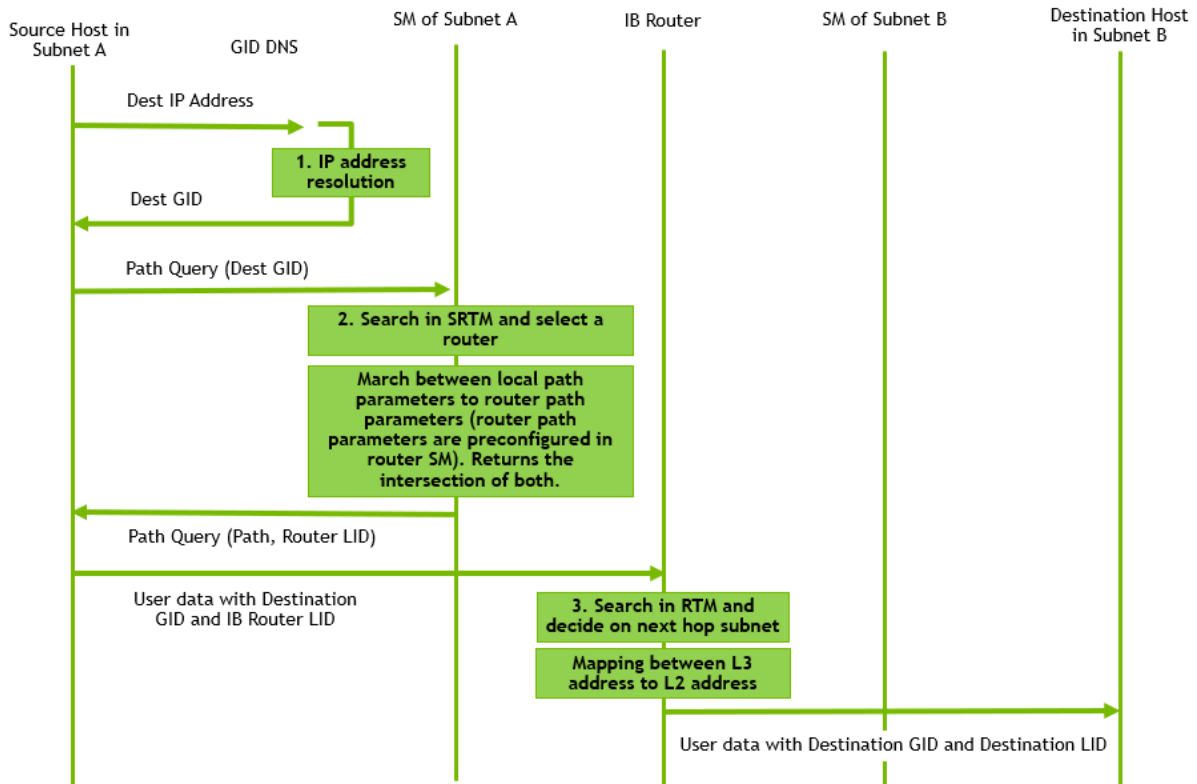 Source Host in
Subnet A
GID DNS
SM of Subnet A
IB Router
SM of Subnet B
Destination Host
in Subnet B
Dest IP Address
1. IP address
resolution
Dest GID
Path Query (Dest GID)
2. Search in SRTM and select a
router
March between local path
parameters to router path
parameters (router path
parameters are preconfigured in
router SM). Returns the
intersection of both.
Path Query (Path, Router LID)
User data with Destination
GID and IB Router LID
3. Search in RTM and
decide on next hop subnet
Mapping between L3
address to L2 address
User data with Destination GID and Destination LID